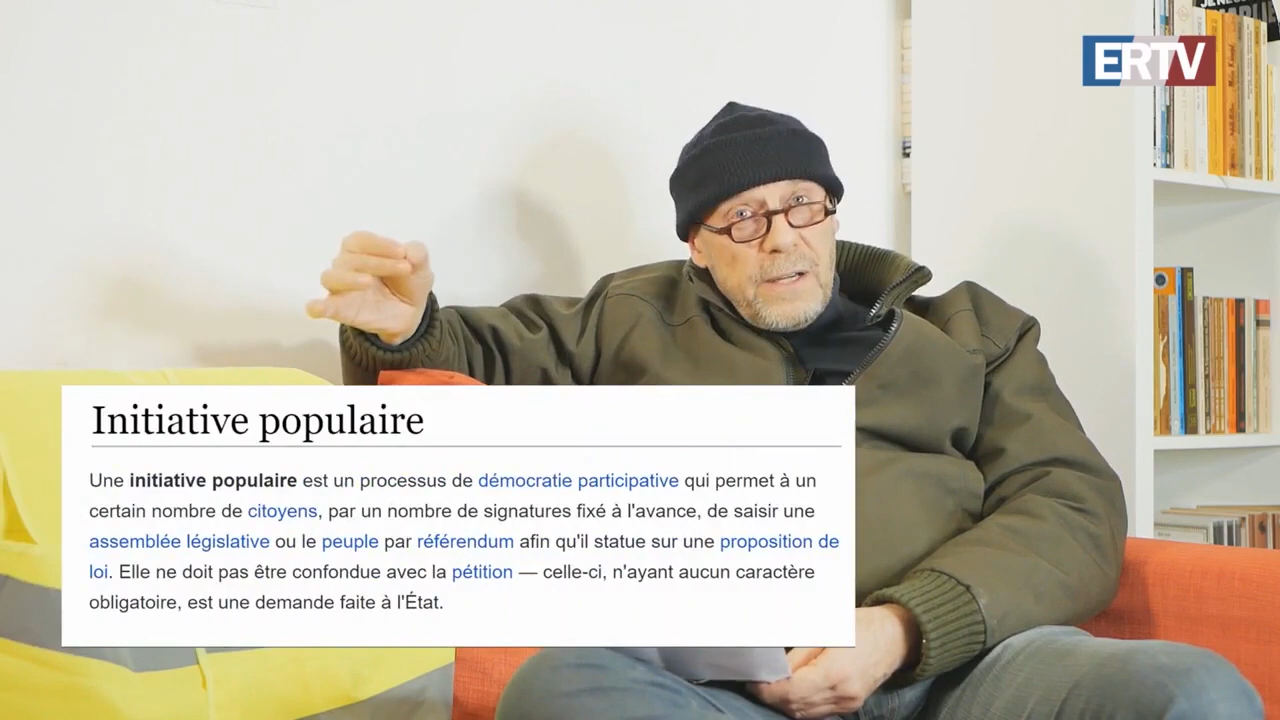 ERTV
JE NE
CHARLIE
Initiative populaire
Une initiative populaire est un processus de démocratie participative qui permet à un
certain nombre de citoyens, par un nombre de signatures fixé à l'avance, de saisir une
assemblée législative ou le peuple par référendum afin qu'il statue sur une proposition de
loi. Elle ne doit pas être confondue avec la pétition — celle-ci, n'ayant aucun caractère
obligatoire, est une demande faite à l'État.